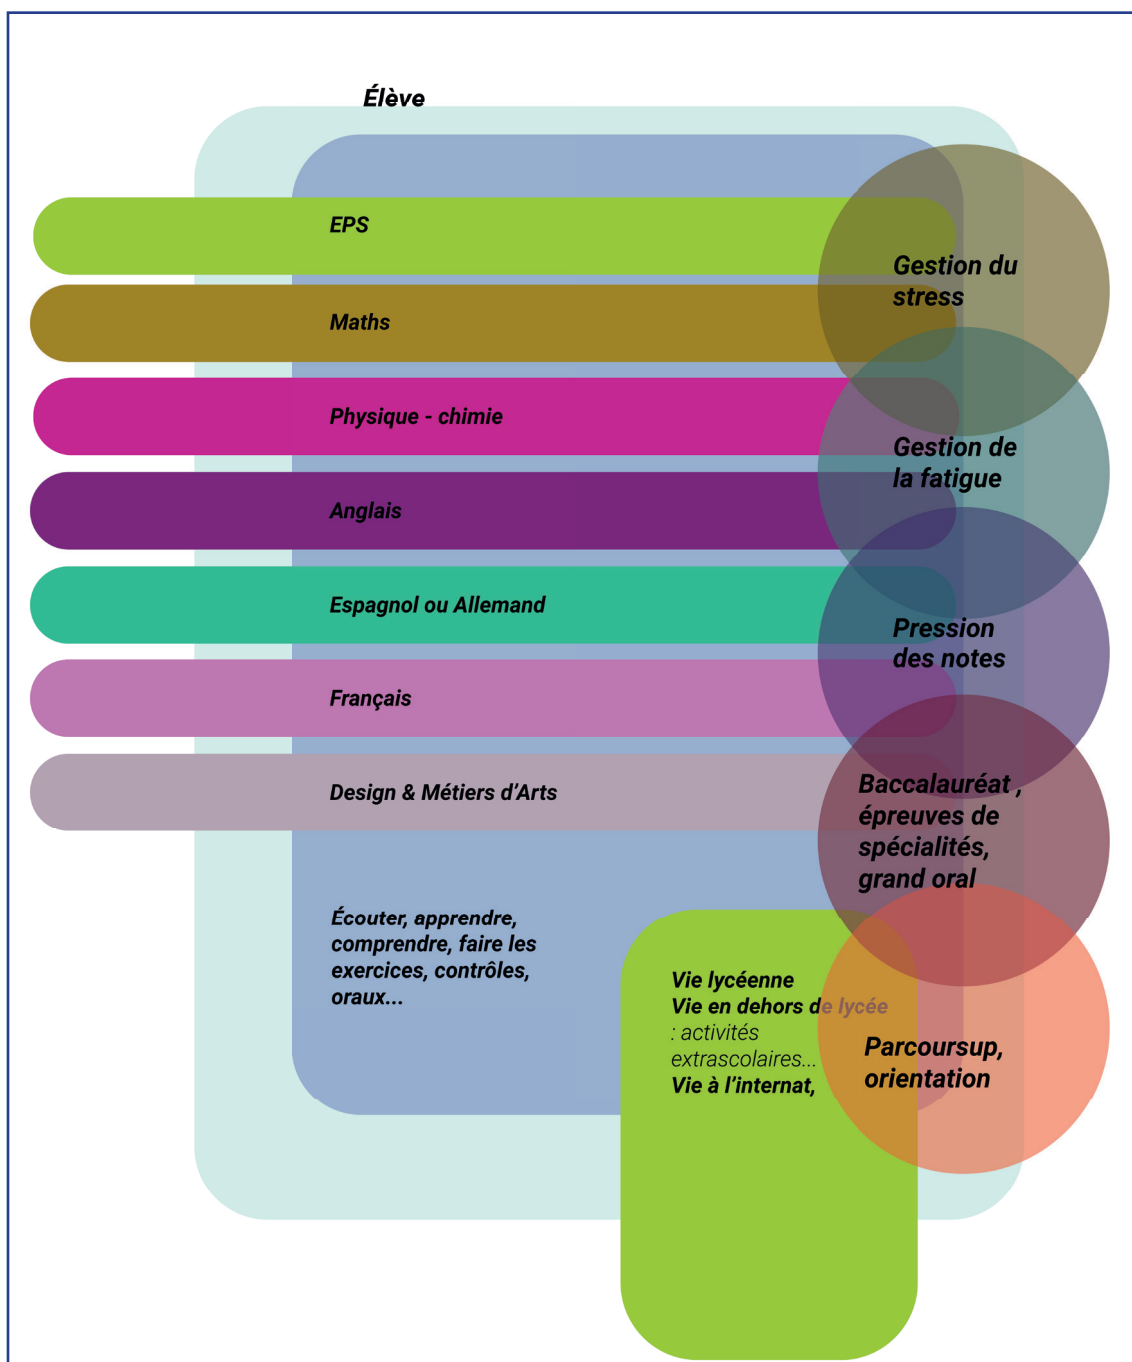 Élève
EPS
Maths
Physique - chimie
Anglais
Espagnol ou Allemand
Français
Design & Métiers d’Arts
Écouter, apprendre,
comprendre, faire les
exercices, contrôles,
oraux...
Vie lycéenne
Vie en dehors de lycée
: activités
extrascolaires...
Vie à l’internat,
Gestion du
stress
Gestion de
la fatigue
Pression
des notes
Baccalauréat ,
épreuves de
spécialités,
grand oral
Parcoursup,
orientation